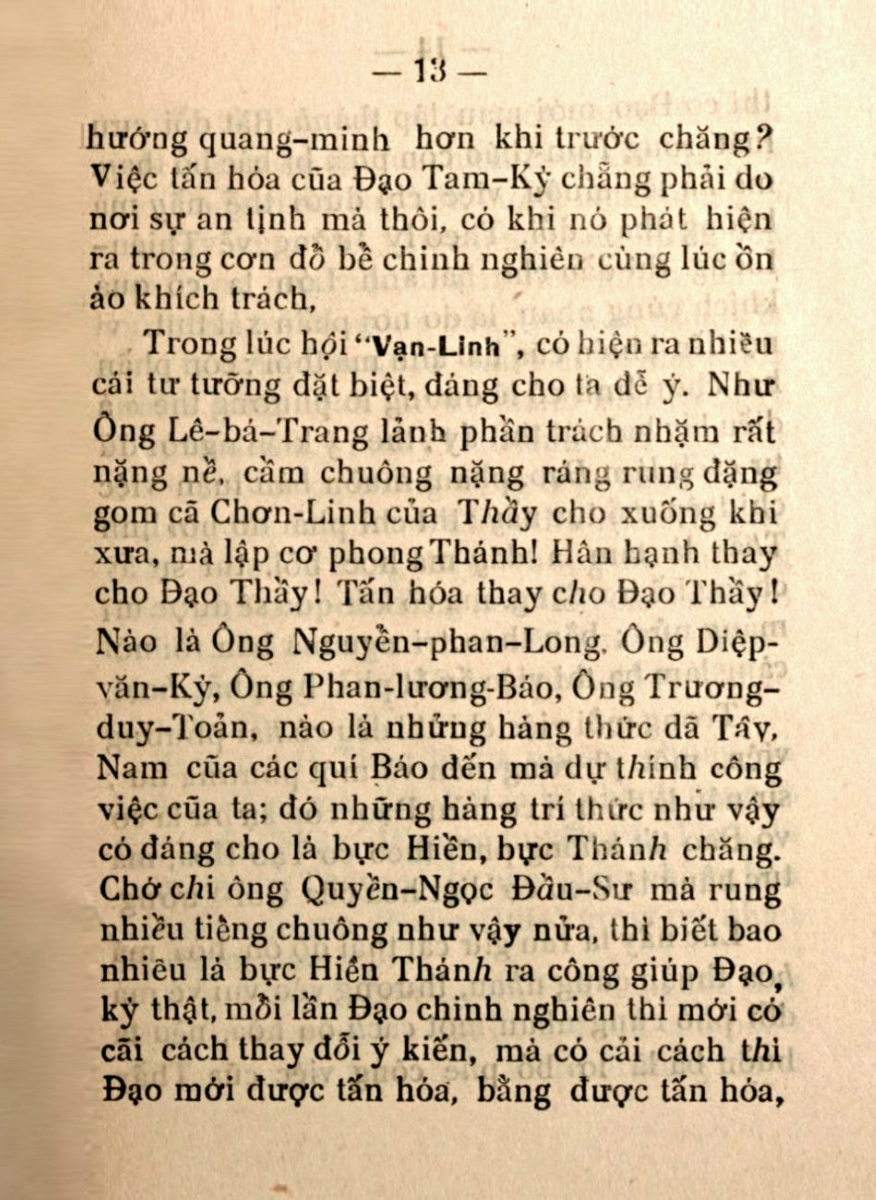 — 13 —
hướng quang-minh hơn khi trước chăng?
Việc tấn hóa cũa Đạo Tam-Kỳ chẵng phải do
nơi sự an tịnh mà thôi, có khi nó phát hiện
ra trong cơn đồ bề chinh nghiên cùng lúc ồn
ào khích trách,
Trong lúc hội “Vạn-Linh”, có hiện ra nhiều
cái tư tưỡng đặt biệt, đáng cho ta dễ ý. Như
Ông Lê-bá-Trang lảnh phần trách nhặm rất
nặng nề, cầm chuông nặng ráng rung đặng
gom cã Chơn-Linh của Thầy cho xuống khi
xưa, mà lập cơ phong Thánh! Hân hạnh thay
cho Đạo Thầy! Tấn hóa thay cho Đạo Thầy!
Nào là Ông Nguyền-phan-Long, Ông Diệp-
văn-Kỳ, Ông Phan-lương-Báo, Ông Trương-
duy-Toản, nào là nhửng hàng thức dã Tây,
Nam cũa các quí Báo đến mà dự thính công
việc cũa ta; đó những hàng trí thức như vậy
có đáng cho là bực Hiền, bực Thánh chăng.
Chớ chi ông Quyền-Ngọc Đầu-Sư mà rung
nhiều tiềng chuông như vậy nửa, thì biết bao
nhiêu là bực Hiền Thánh ra công giúp Đạo,
kỳ thật, mồi lần Đạo chinh nghiên thì mới có
cãi cách thay đổi ý kiến, mà có cải cách thì
Đạo mới được tấn hóa, bằng được tấn hóa,